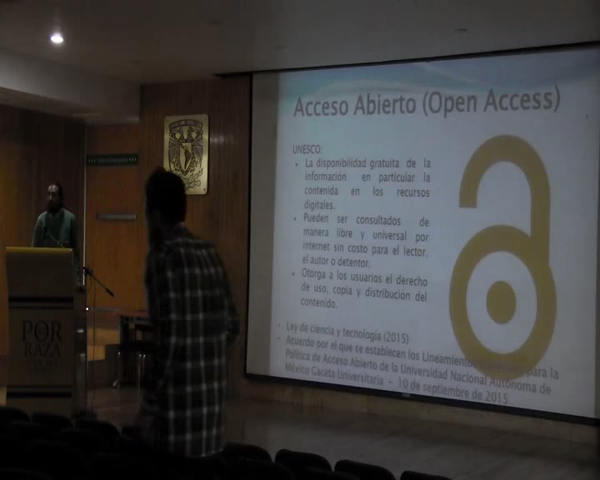 Acceso Abierto (Open Access)
UNESCO:
• La disponibilidad gratuita de la
información en particular la
contenida en los recursos
digitales.
• Pueden ser consultados de
manera libre y universal por
internet sin costo para el lector,
el autor o detentor.
• Otorga a los usuarios el derecho
de uso, copia y distribución del
contenido.
- Ley de ciencia y tecnología (2015)
- Acuerdo por el que se establecen los Lineamientos para la
Política de Acceso Abierto de la Universidad Nacional Autónoma de
México Gaceta Universitaria – 10 de septiembre de 2015
POR
RAZA